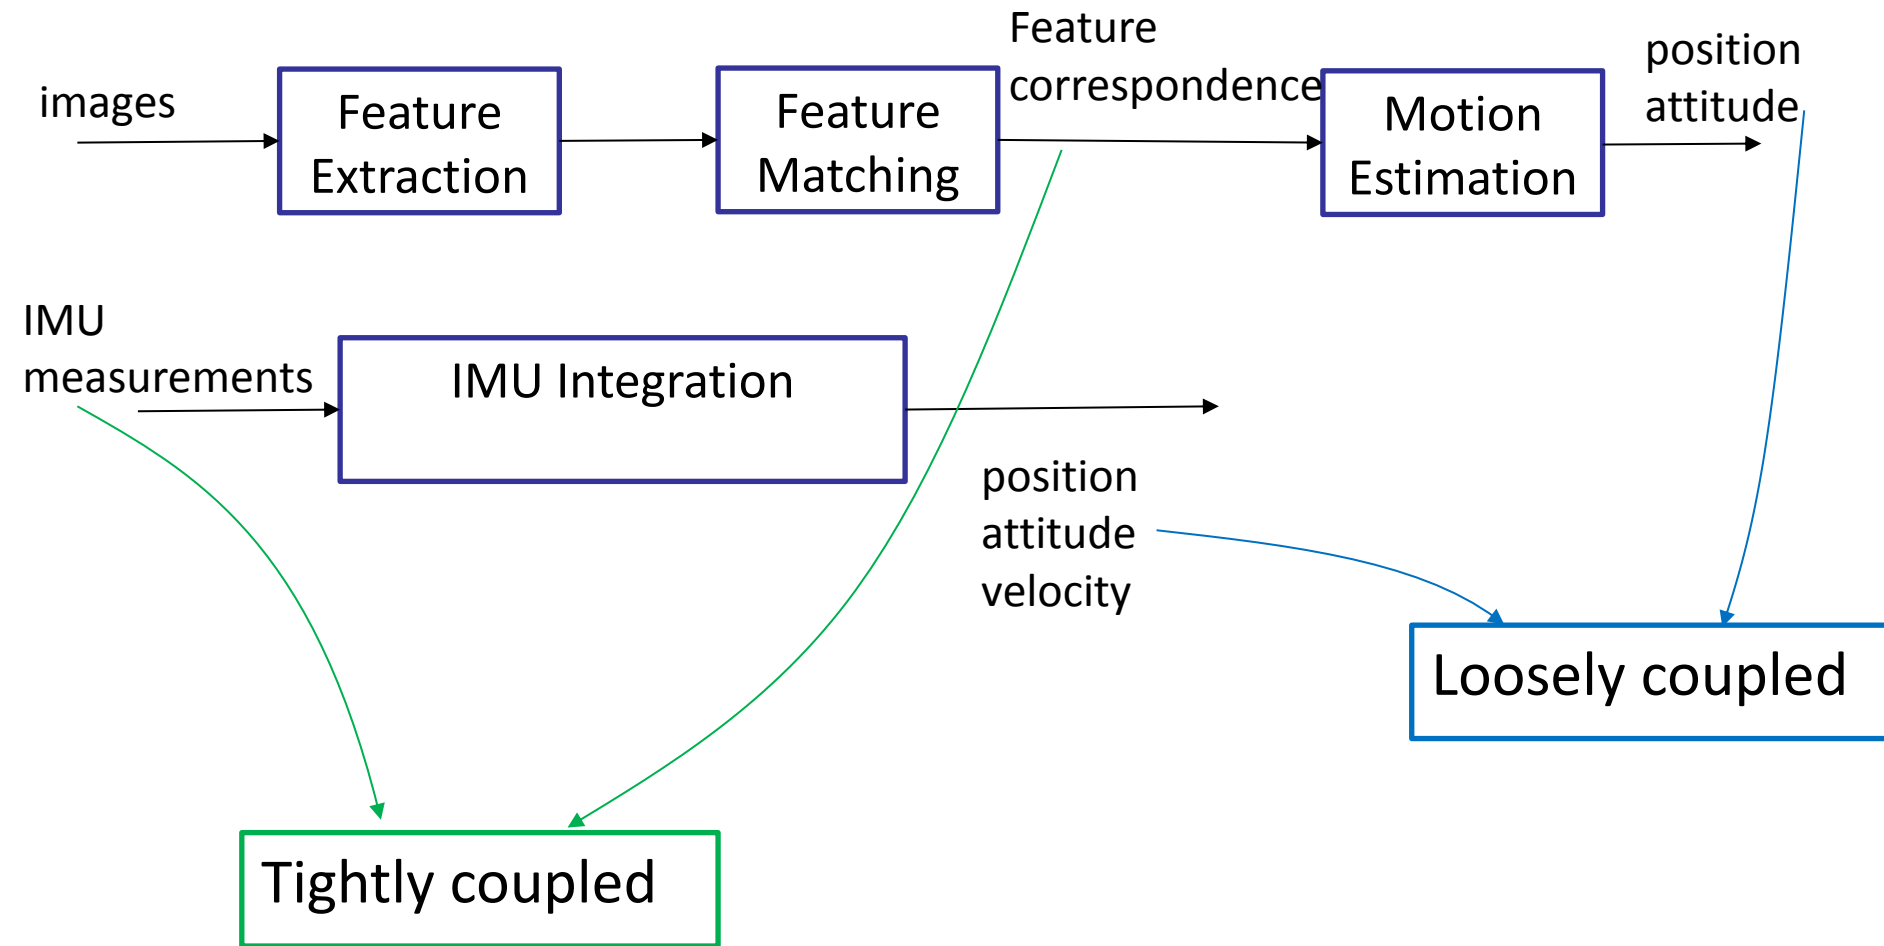 images
Feature
Extraction
Feature
Matching
Feature
correspondence
Motion
Estimation
position
attitude
IMU
measurements
IMU Integration
position
attitude
velocity
Loosely coupled
Tightly coupled